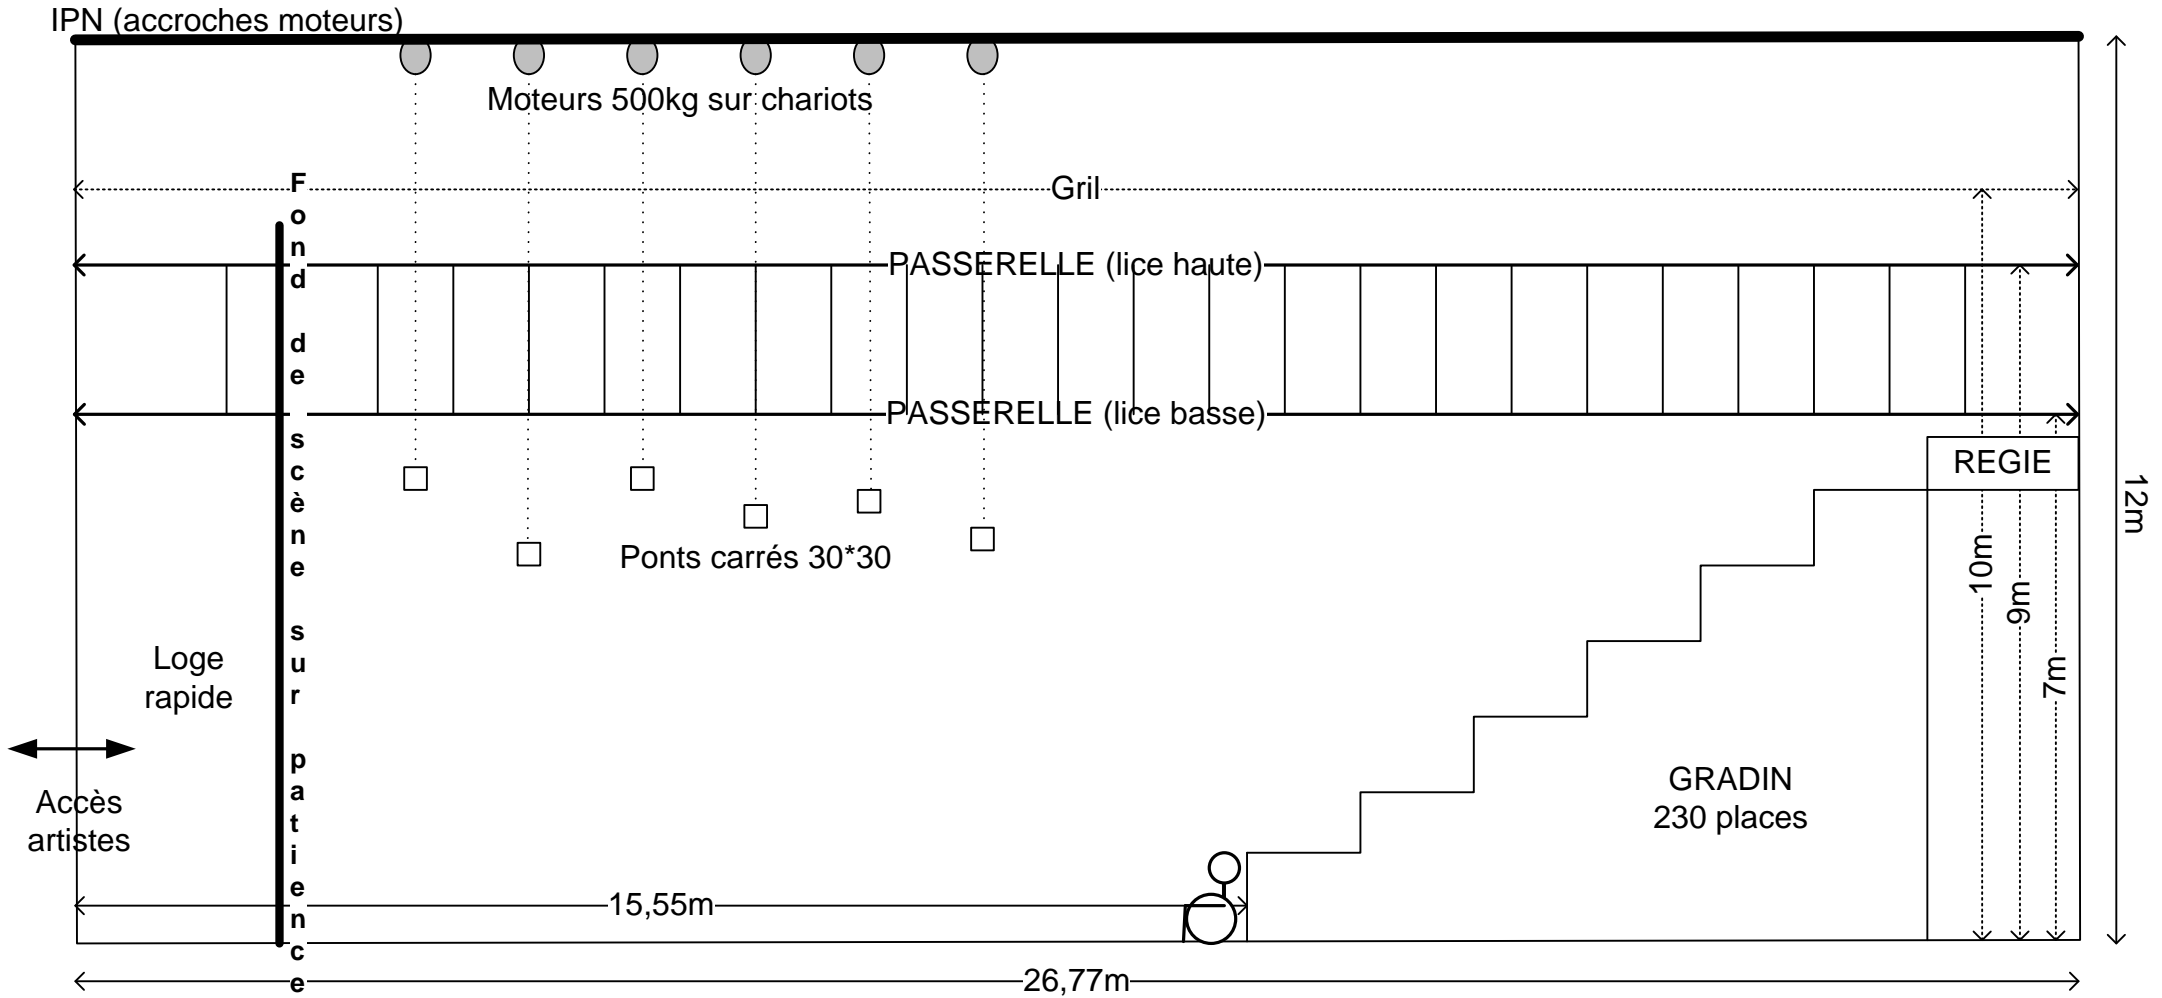 IPN (accroches moteurs)
Moteurs 500kg sur chariots
Gril
Fond de scène sur patience
PASSERELLE (lice haute)
PASSERELLE (lice basse)
REGIE
12m
Ponts carrés 30*30
10m
9m
7m
Loge
rapide
GRADIN
230 places
Accès
artistes
15,55m
26,77m